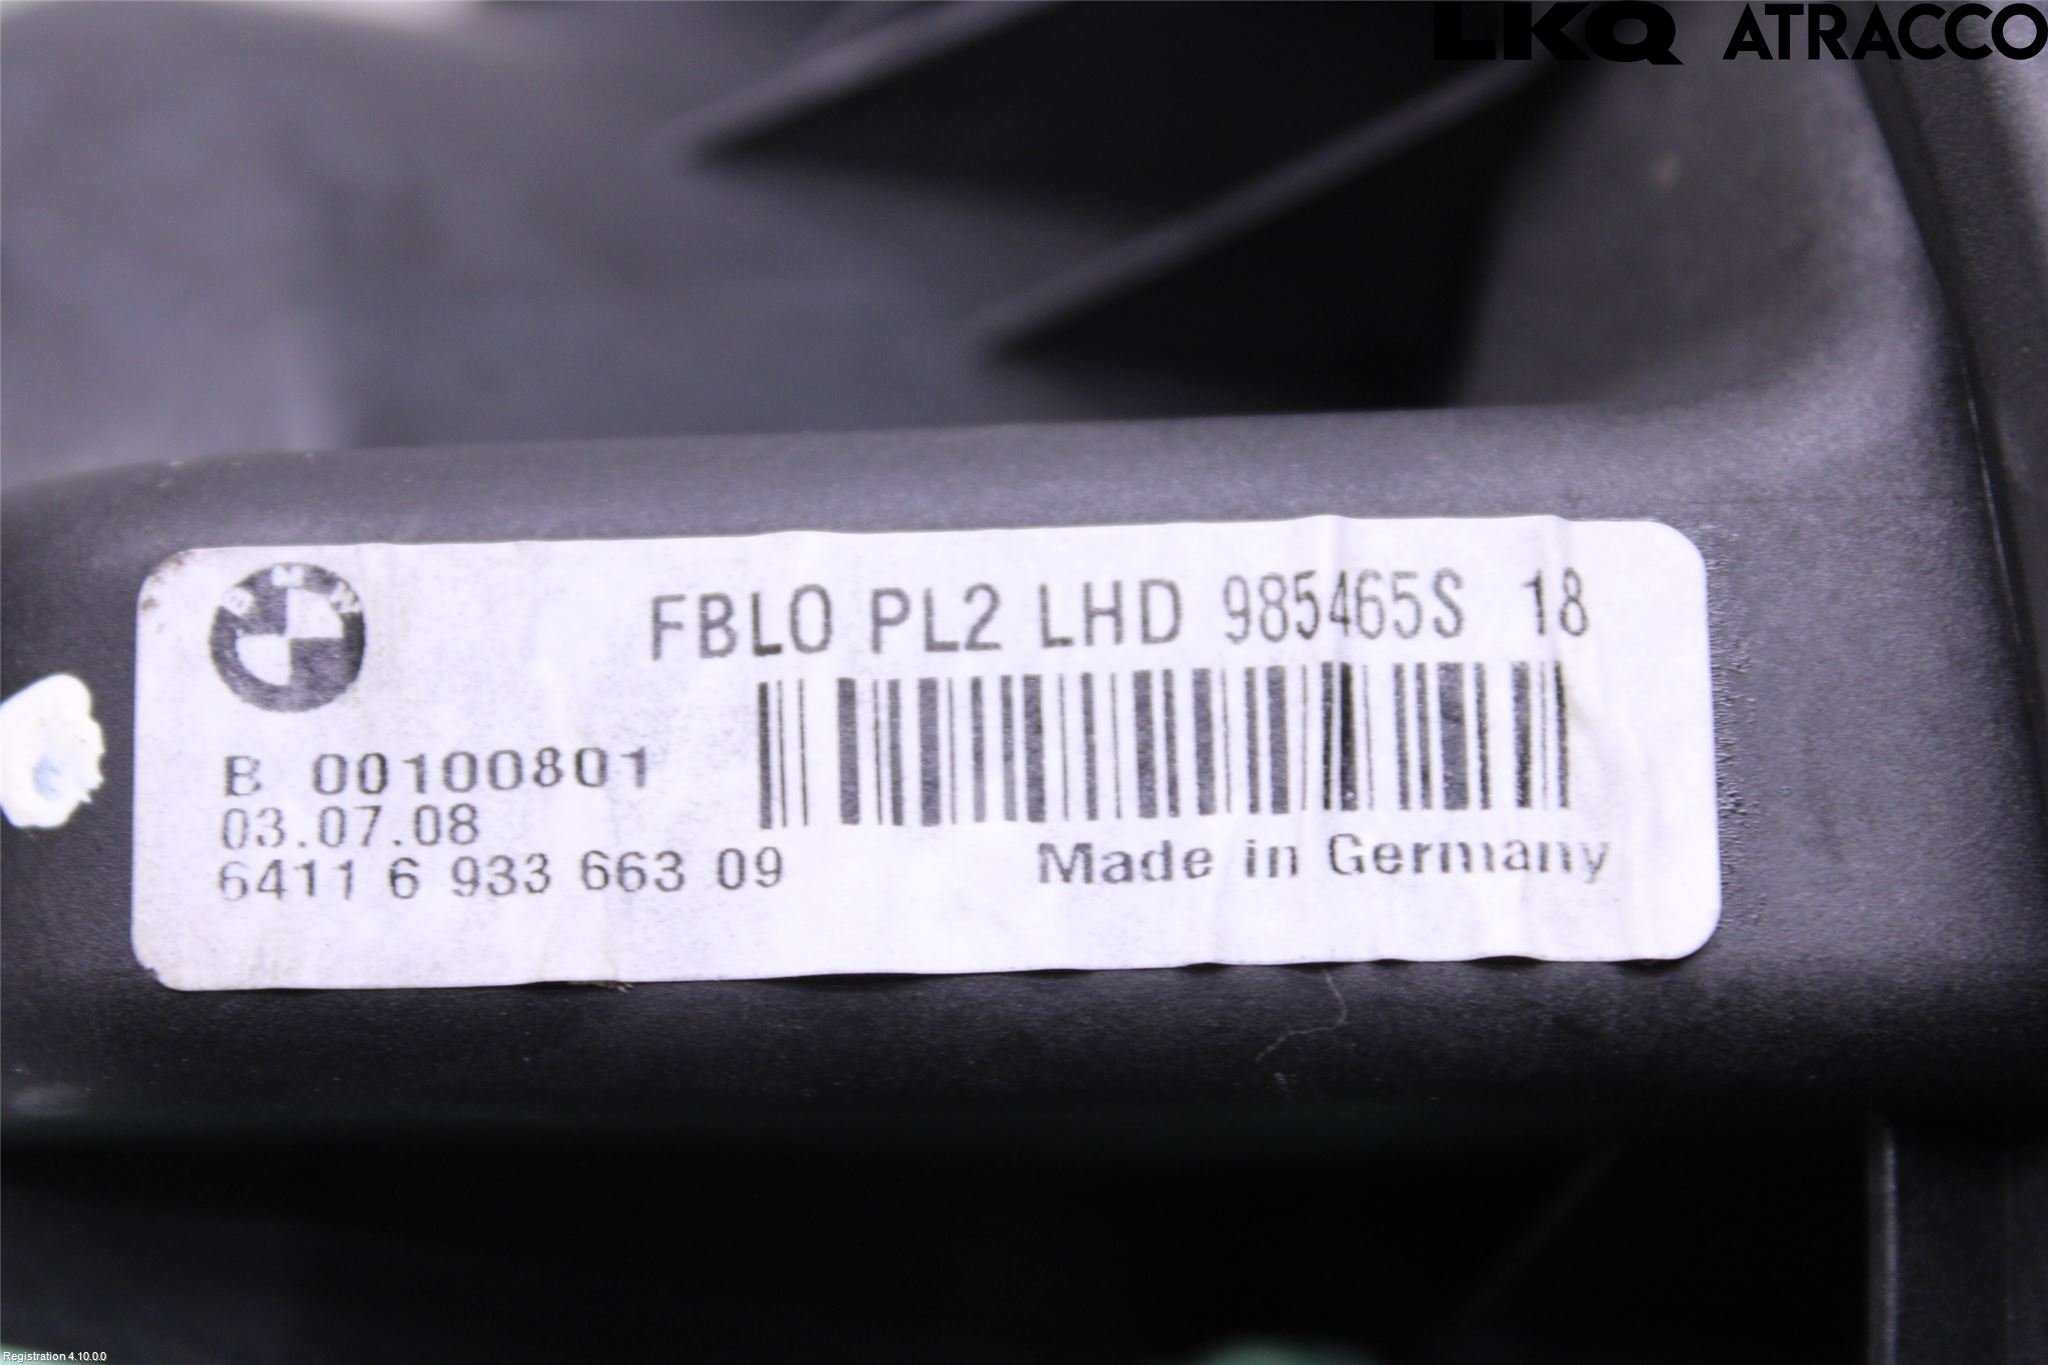 LKQ ATRACCO
BMW
FBLO PL2 LHD 985465S 18
B 00100801
03.07.08
6411 6 933 663 09
Made in Germany
Registration 4.10.0.0